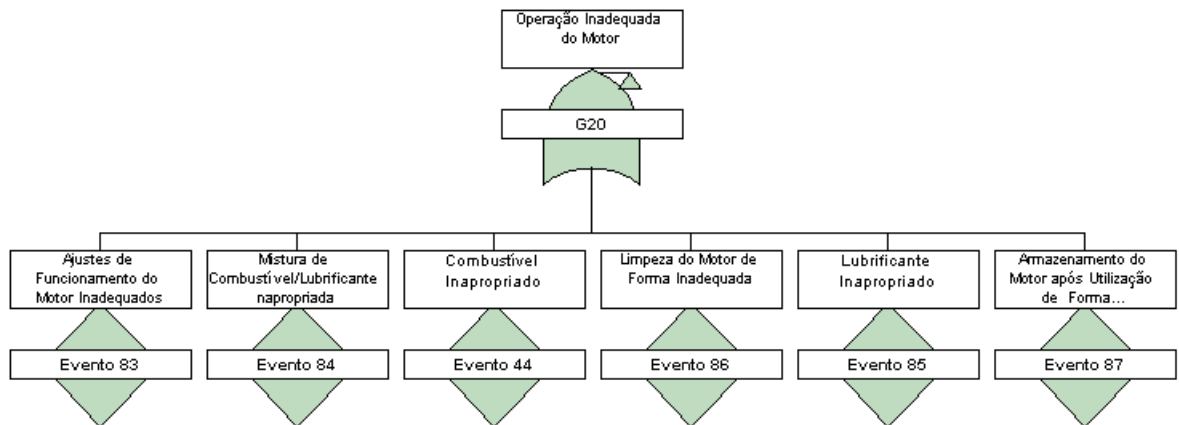 Operação Inadequada
do Motor
G20
Ajustes de
Funcionamento do
Motor Inadequados
Mistura de
Combustível/Lubrificante
napropriada
Combustível
Inapropriado
Limpeza do Motor de
Forma Inadequada
Lubrificante
Inapropriado
Armazenamento do
Motor após Utilização
de Forma...
Evento 83
Evento 84
Evento 44
Evento 86
Evento 85
Evento 87